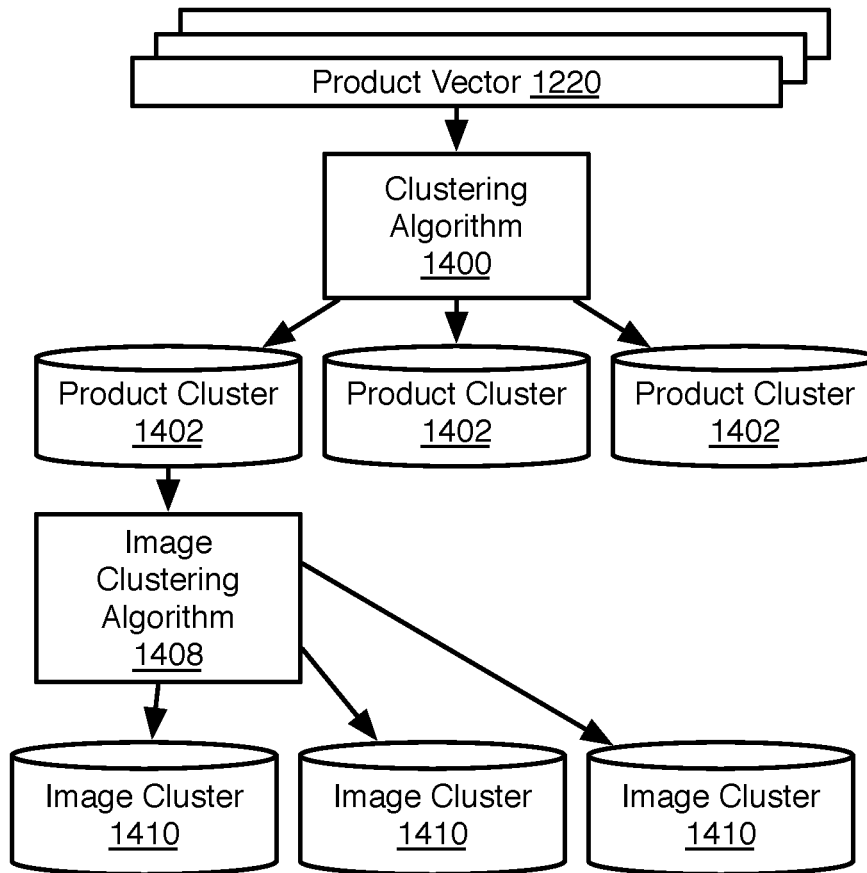 Product Vector 1220
Clustering
Algorithm
1400
Product Cluster
1402
Product Cluster
1402
Product Cluster
1402
Image
Clustering
Algorithm
1408
Image Cluster
1410
Image Cluster
1410
Image Cluster
1410